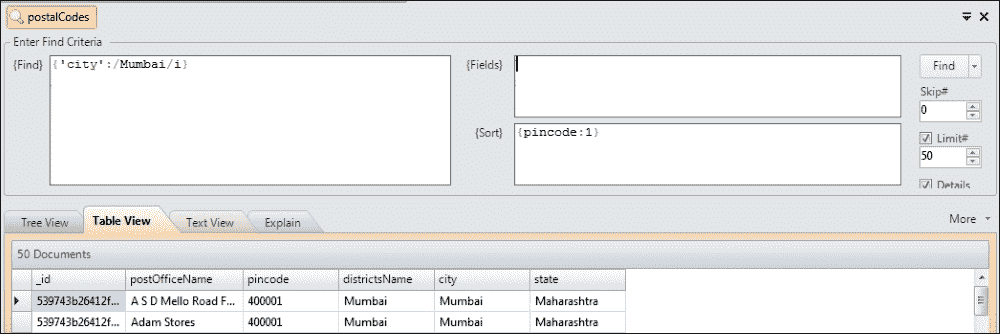 postalCodes
Enter Find Criteria
{Find} {'city':/Mumbai/i}
{Fields}
Find
Skip#
0
{Sort} {pincode:1}
Limit#
50
Details
Tree View Table View Text View Explain More
50 Documents
_id postOfficeName pincode districtsName city state
539743b26412f... A S D Mello Road F... 400001 Mumbai Mumbai Maharashtra
539743b26412f... Adam Stores 400001 Mumbai Mumbai Maharashtra